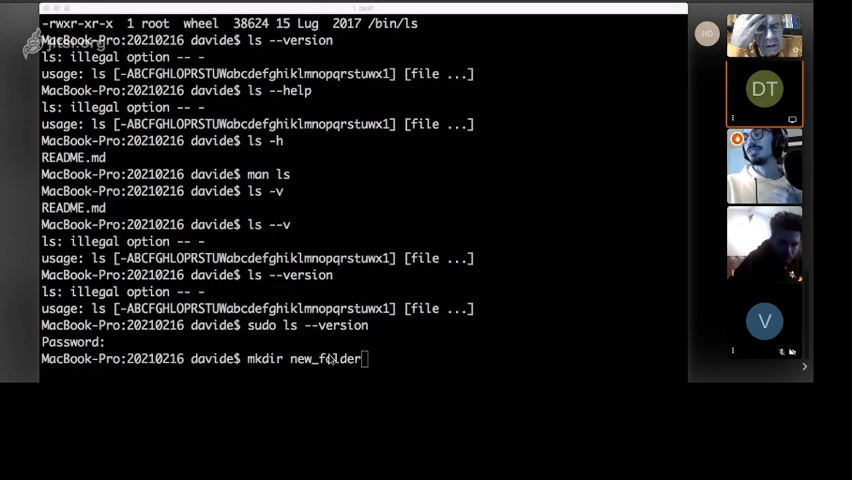 1. bash
-rwxr-xr-x  1 root  wheel  38624 15 Lug  2017 /bin/ls
MacBook-Pro:20210216 davide$ ls --version
ls: illegal option -- -
usage: ls [-ABCFGHLOPRSTUWabcdefghiklmnopqrstuwx1] [file ...]
MacBook-Pro:20210216 davide$ ls --help
ls: illegal option -- -
usage: ls [-ABCFGHLOPRSTUWabcdefghiklmnopqrstuwx1] [file ...]
MacBook-Pro:20210216 davide$ ls -h
README.md
MacBook-Pro:20210216 davide$ man ls
MacBook-Pro:20210216 davide$ ls -v
README.md
MacBook-Pro:20210216 davide$ ls --v
ls: illegal option -- -
usage: ls [-ABCFGHLOPRSTUWabcdefghiklmnopqrstuwx1] [file ...]
MacBook-Pro:20210216 davide$ ls --version
ls: illegal option -- -
usage: ls [-ABCFGHLOPRSTUWabcdefghiklmnopqrstuwx1] [file ...]
MacBook-Pro:20210216 davide$ sudo ls --version
Password:
MacBook-Pro:20210216 davide$ mkdir new_folder
jitsi.org
HD
DT
V